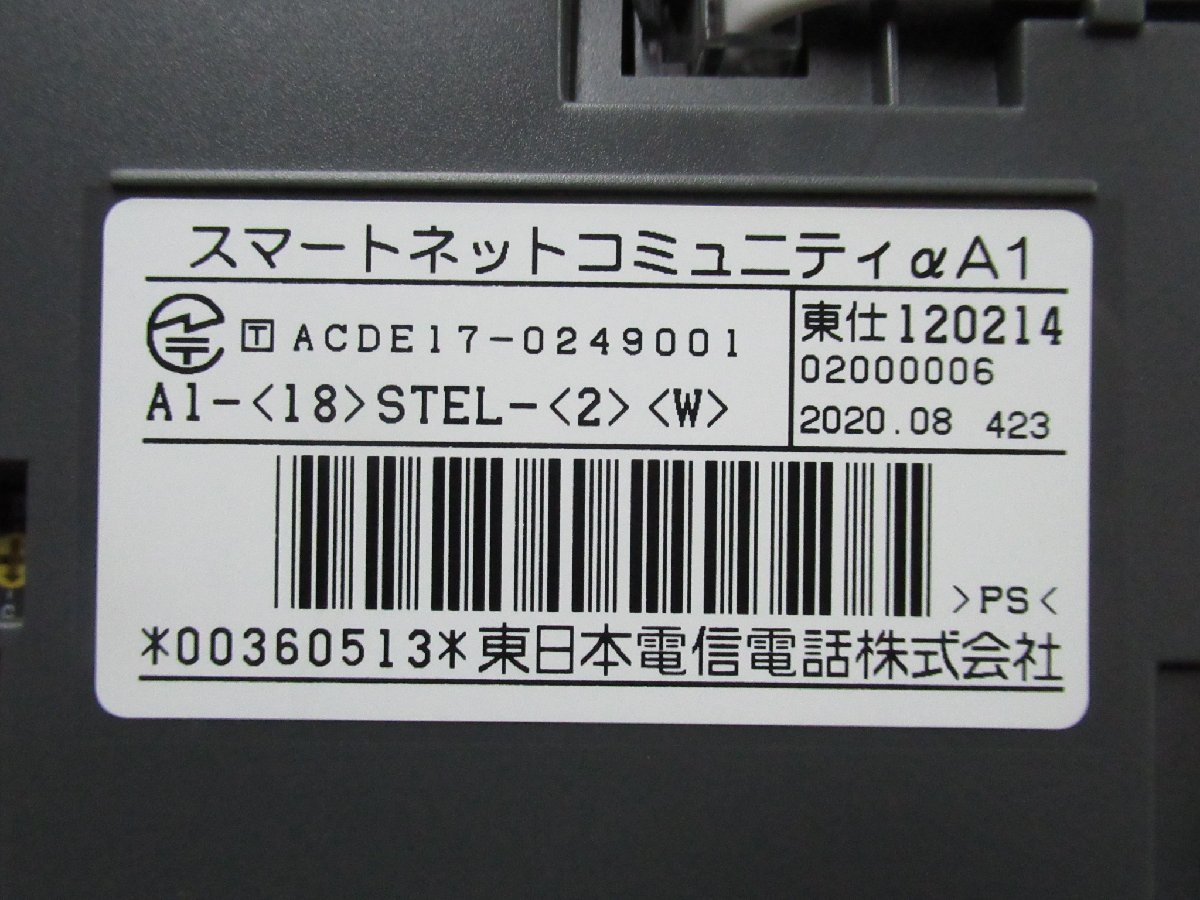 スマートネットコミュニティαA1
T ACDE17-0249001
A1-<18>STEL-<2><W>
東仕120214
02000006
2020.08 423
>PS<
*00360513*東日本電信電話株式会社